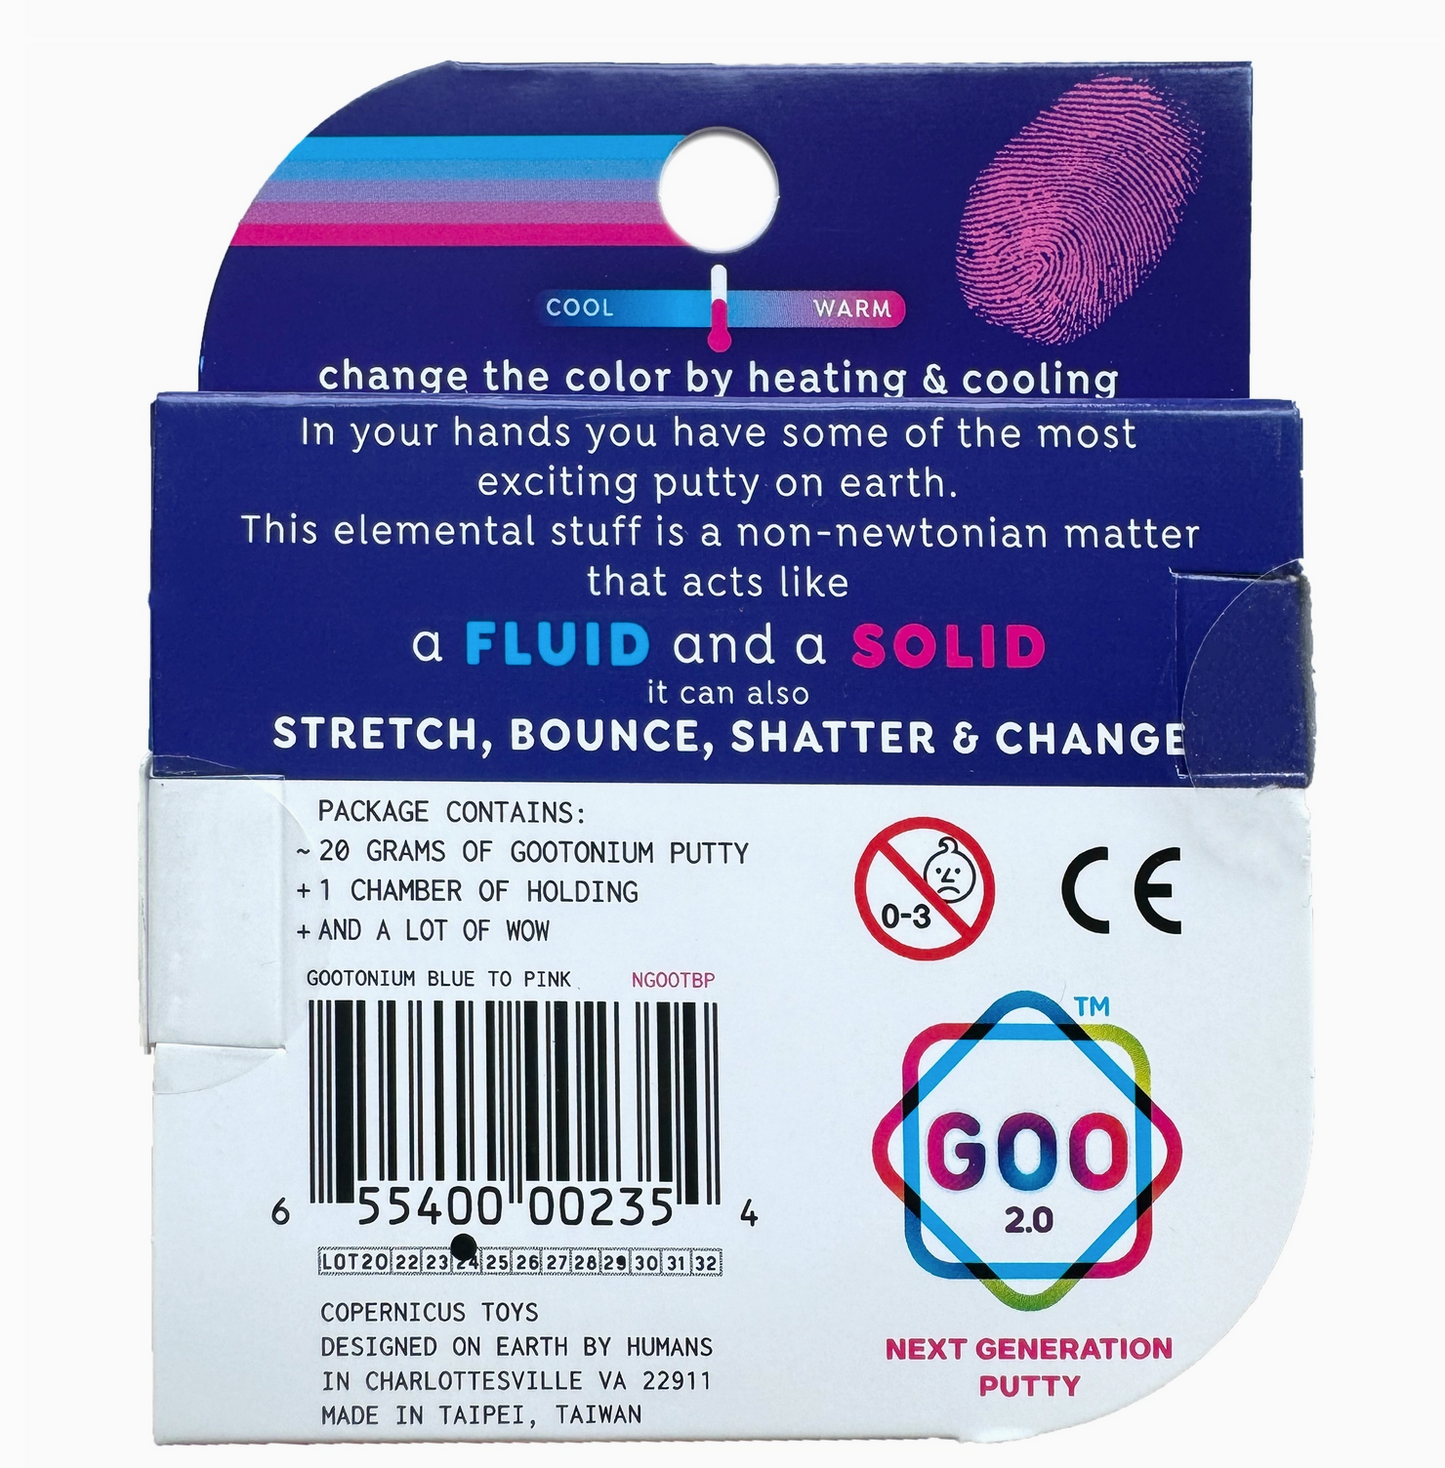 COOL WARM
change the color by heating & cooling
In your hands you have some of the most
exciting putty on earth.
This elemental stuff is a non-newtonian matter
that acts like
a FLUID and a SOLID
it can also
STRETCH, BOUNCE, SHATTER & CHANGE
PACKAGE CONTAINS:
~20 GRAMS OF GOOTONIUM PUTTY
+1 CHAMBER OF HOLDING
+AND A LOT OF WOW
0-3
CE
GOOTONIUM BLUE TO PINK NGOOTBP
6 55400 00235 4
LOT20 22 23 24 25 26 27 28 29 30 31 32
COPERNICUS TOYS
DESIGNED ON EARTH BY HUMANS
IN CHARLOTTESVILLE VA 22911
MADE IN TAIPEI, TAIWAN
TM
GOO
2.0
NEXT GENERATION
PUTTY